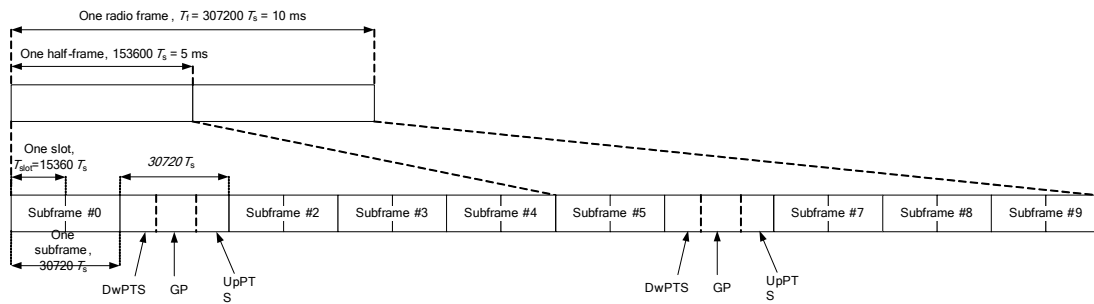 One radio frame , Tf = 307200 Ts = 10 ms
One half-frame, 153600 Ts = 5 ms
One slot,
Tslot=15360 Ts
30720 Ts
Subframe #0
Subframe #2
Subframe #3
Subframe #4
Subframe #5
Subframe #7
Subframe #8
Subframe #9
One
subframe ,
30720 Ts
DwPTS
GP
UpPT
S
DwPTS
GP
UpPT
S